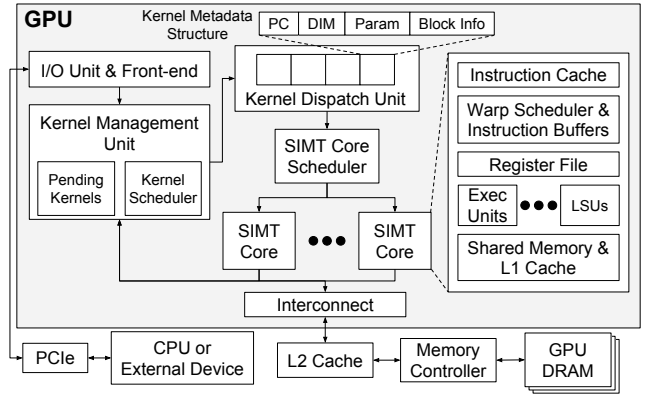 GPU
Kernel Metadata
Structure
PC DIM Param Block Info
I/O Unit & Front-end
Kernel Management
Unit
Pending
Kernels
Kernel
Scheduler
Kernel Dispatch Unit
SIMT Core
Scheduler
SIMT
Core
SIMT
Core
Interconnect
Instruction Cache
Warp Scheduler &
Instruction Buffers
Register File
Exec
Units
LSUs
Shared Memory &
L1 Cache
PCIe
CPU or
External Device
L2 Cache
Memory
Controller
GPU
DRAM